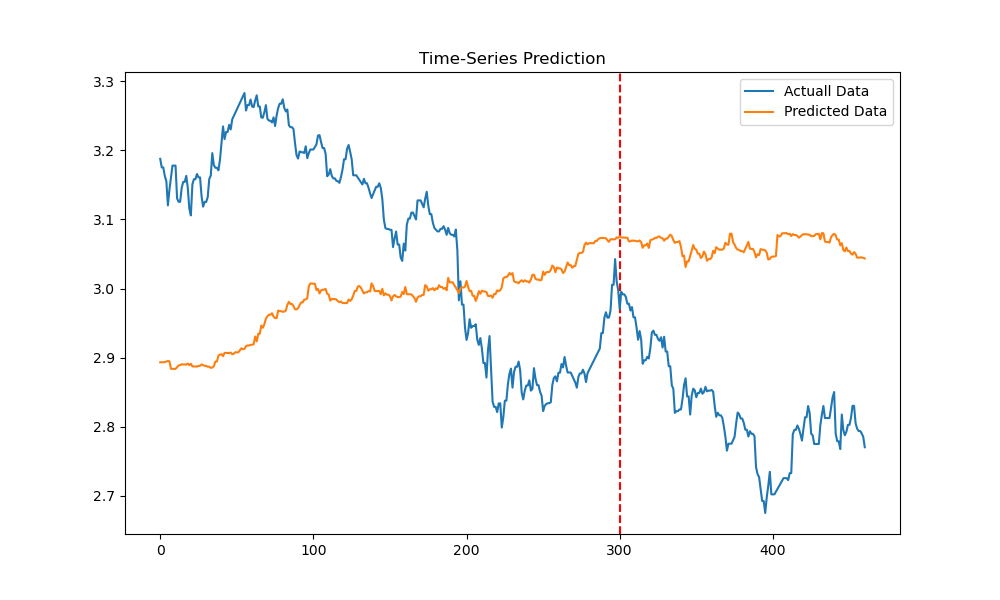 Time-Series Prediction
Actuall Data
Predicted Data
3.3
3.2
3.1
3.0
2.9
2.8
2.7
0 100 200 300 400